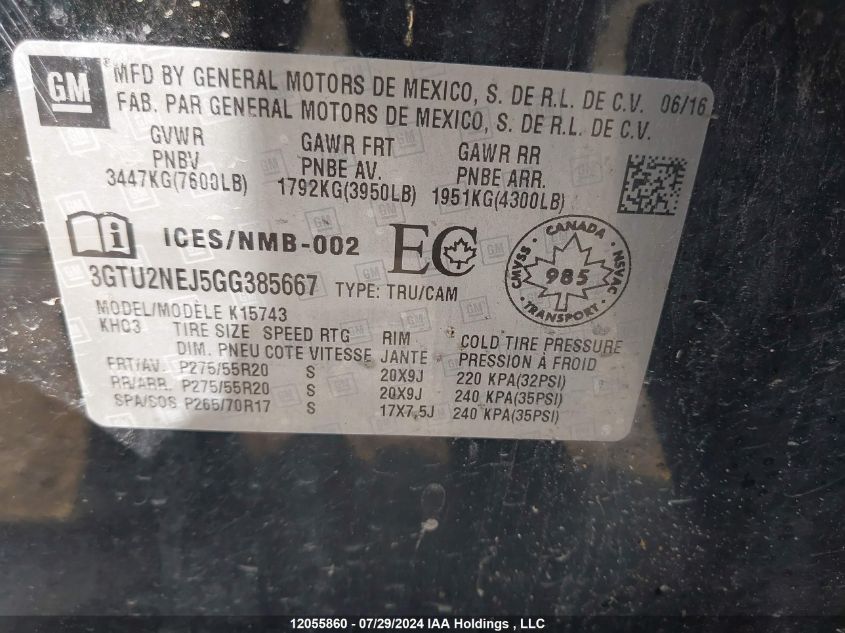 GM
MFD BY GENERAL MOTORS DE MEXICO, S. DE R.L. DE C.V. 06/16
FAB. PAR GENERAL MOTORS DE MEXICO, S. DE R.L. DE C.V.
GVWR GAWR FRT GAWR RR
PNBV PNBE AV. PNBE ARR.
3447KG(7600LB) 1792KG(3950LB) 1951KG(4300LB)
i ICES/NMB-002 EC
CANADA
CMVSS 985 NSVAC
TRANSPORT
3GTU2NEJ5GG385667 TYPE: TRU/CAM
MODEL/MODÈLE K15743
KHQ3 TIRE SIZE SPEED RTG RIM COLD TIRE PRESSURE
DIM. PNEU COTE VITESSE JANTE PRESSION À FROID
FRT/AV. P275/55R20 S 20X9J 220 KPA(32PSI)
RR/ARR. P275/55R20 S 20X9J 240 KPA(35PSI)
SPA/SOS P265/70R17 S 17X7,5J 240 KPA(35PSI)
12055860 - 07/29/2024 IAA Holdings , LLC